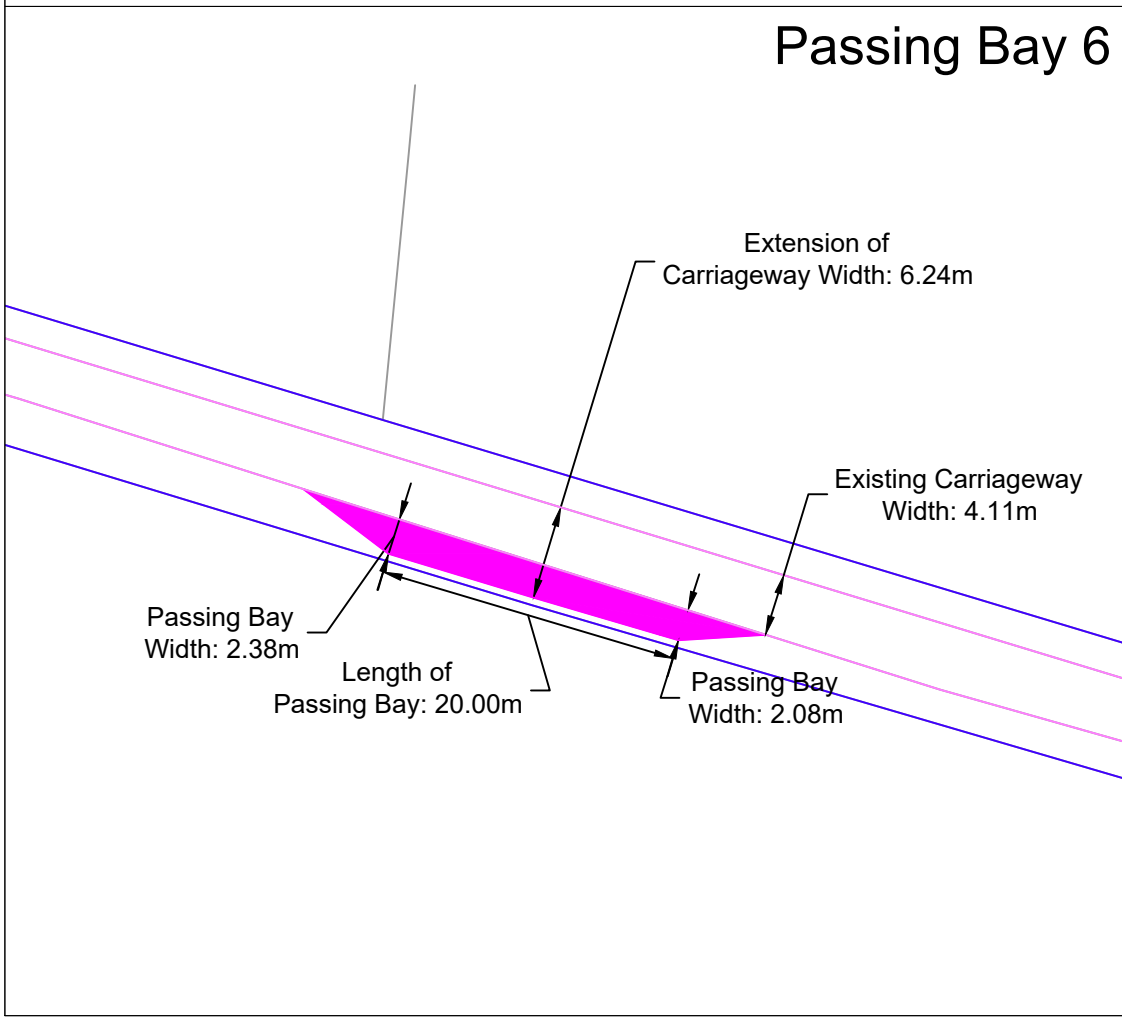 Passing Bay 6
Extension of
Carriageway Width: 6.24m
Existing Carriageway
Width: 4.11m
Passing Bay
Width: 2.38m
Length of
Passing Bay: 20.00m
Passing Bay
Width: 2.08m